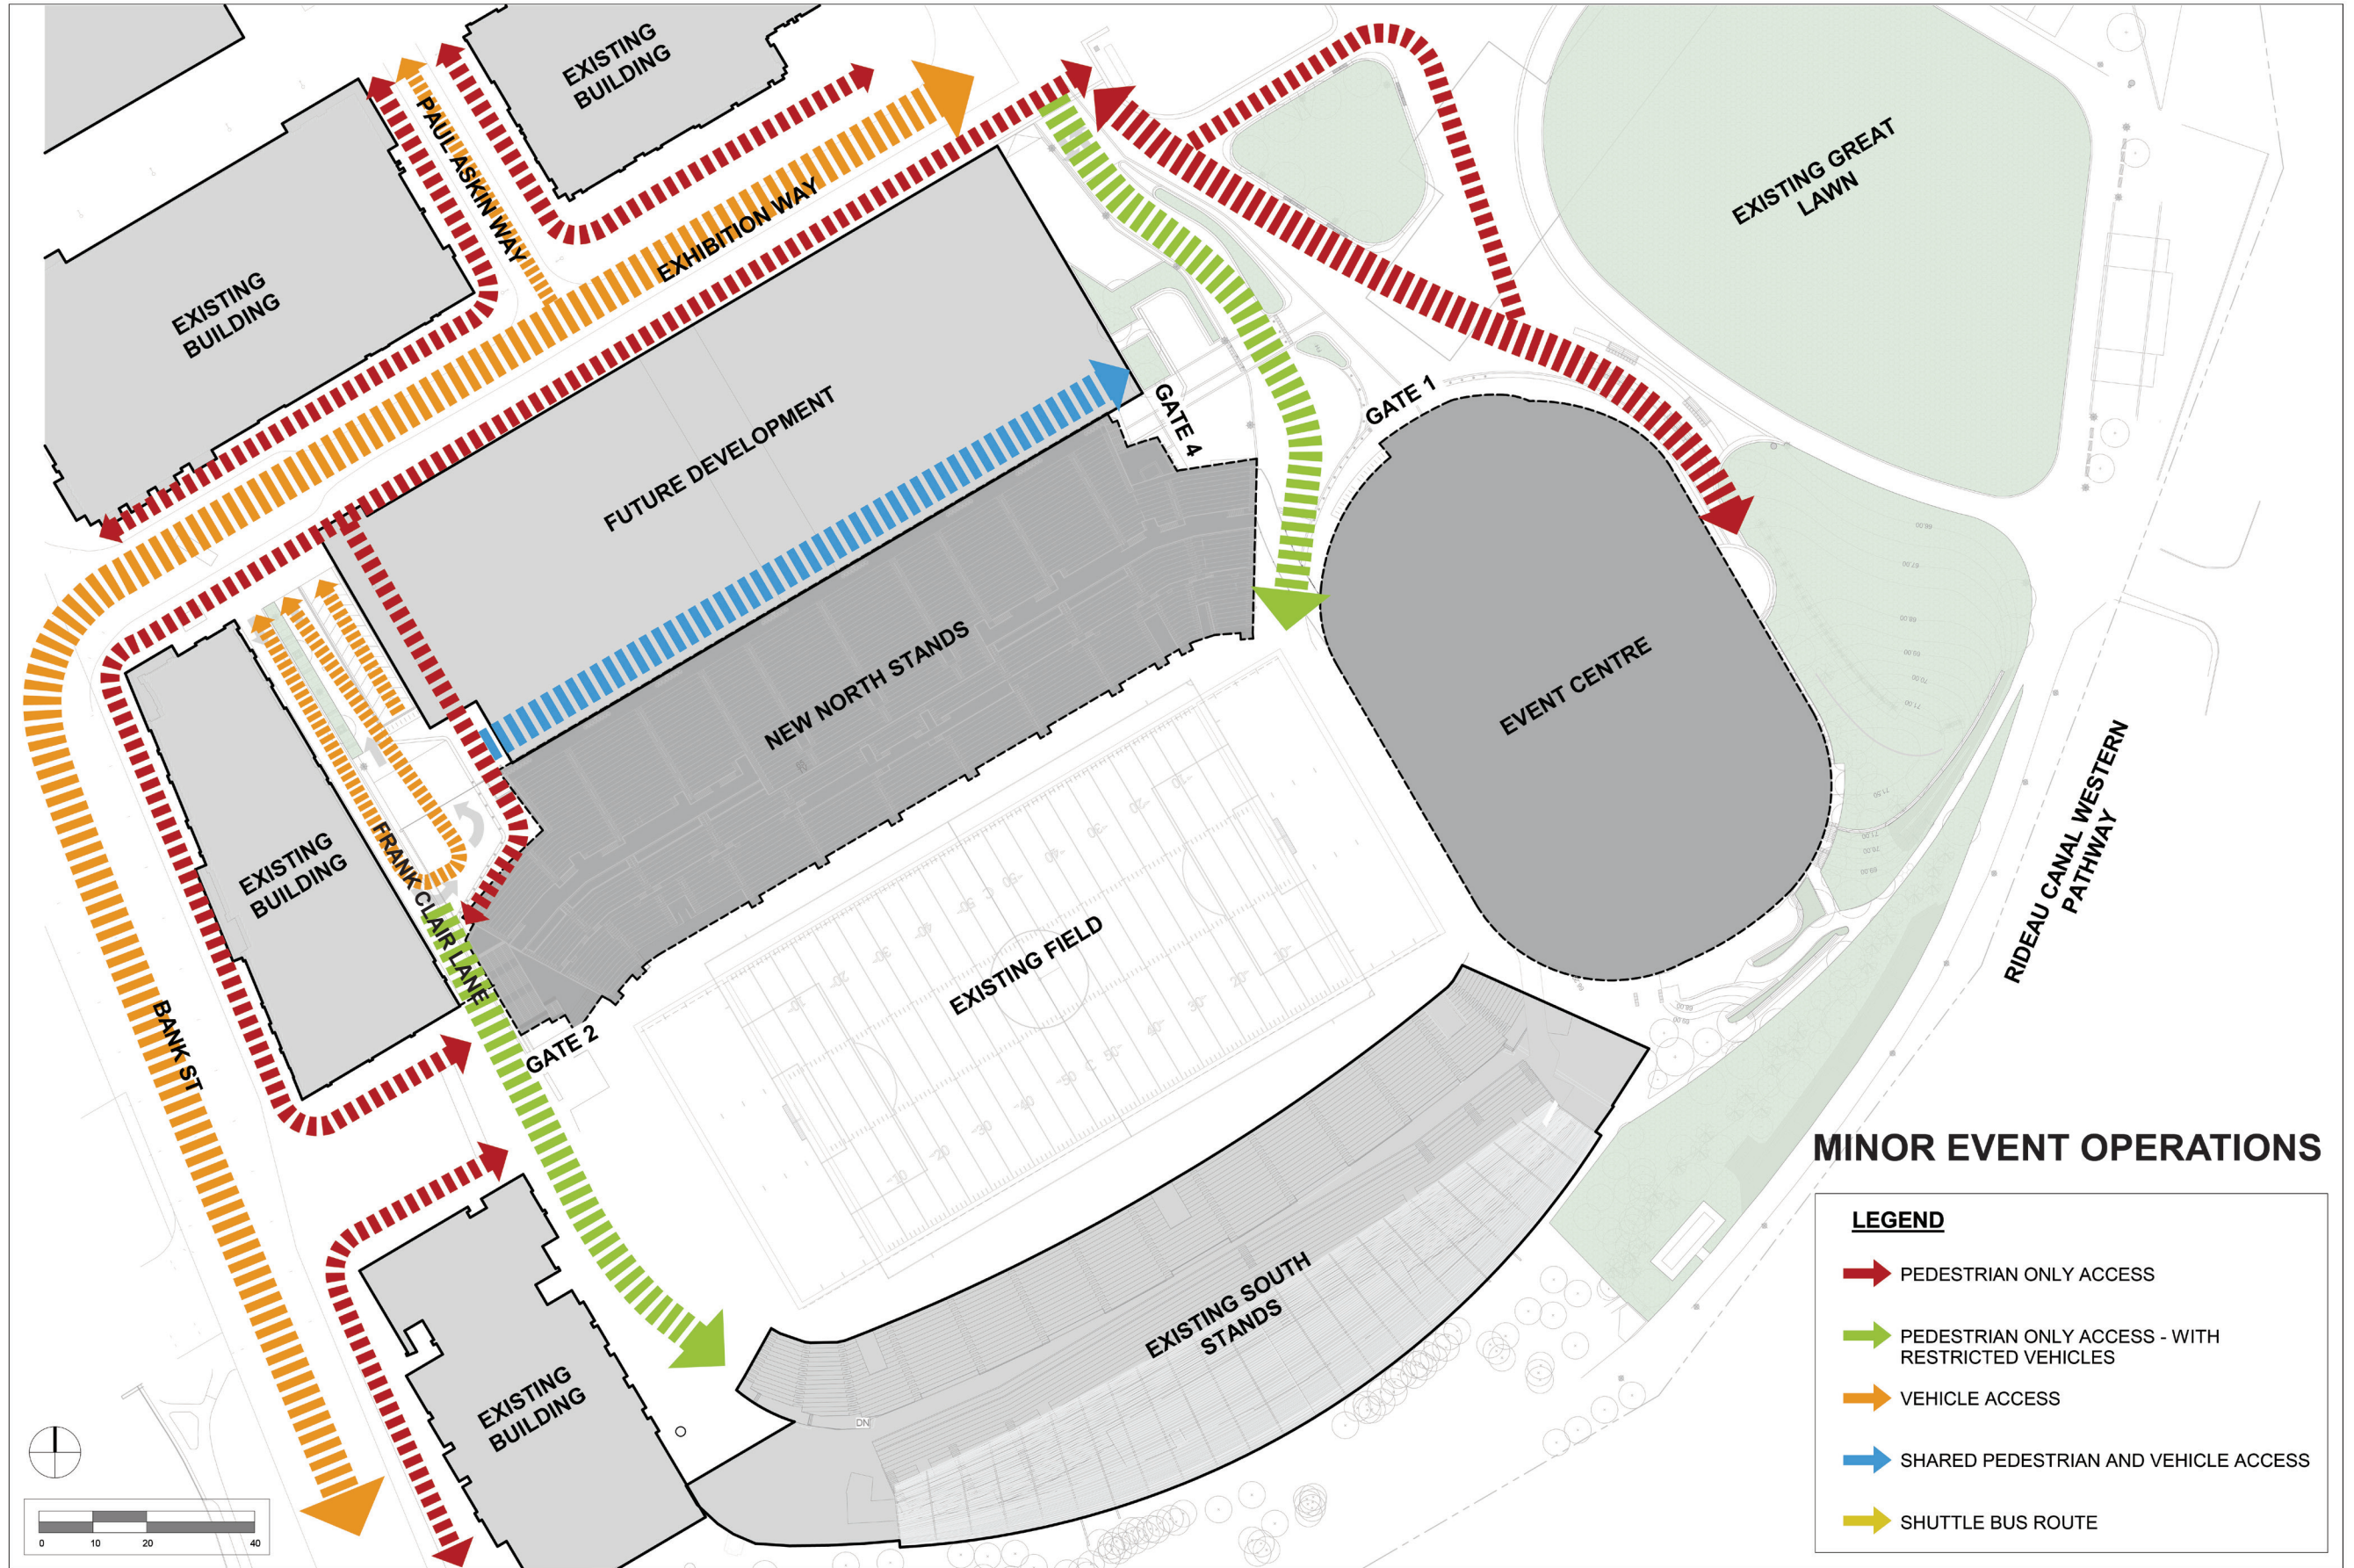 EXISTING
BUILDING
PAUL ASKIN WAY
EXISTING GREAT
LAWN
EXHIBITION WAY
EXISTING
BUILDING
GATE 1
GATE 4
FUTURE DEVELOPMENT
NEW NORTH STANDS
EVENT CENTRE
EXISTING
BUILDING
FRANK CLAIR LANE
RIDEAU CANAL WESTERN
PATHWAY
EXISTING FIELD
BANK ST
GATE 2
EXISTING SOUTH
STANDS
EXISTING
BUILDING
DN
MINOR EVENT OPERATIONS
LEGEND
PEDESTRIAN ONLY ACCESS
PEDESTRIAN ONLY ACCESS - WITH
RESTRICTED VEHICLES
VEHICLE ACCESS
SHARED PEDESTRIAN AND VEHICLE ACCESS
SHUTTLE BUS ROUTE
0 10 20 40